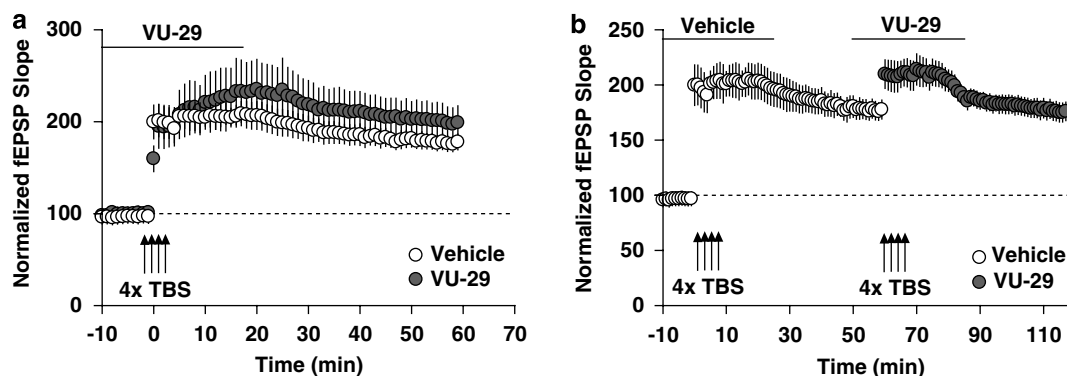 a
VU-29
Normalized fEPSP Slope
300
200
100
0
4x TBS
Vehicle
VU-29
-10 0 10 20 30 40 50 60 70
Time (min)
b
Vehicle VU-29
Normalized fEPSP Slope
250
200
150
100
50
0
4x TBS 4x TBS
Vehicle
VU-29
-10 10 30 50 70 90 110
Time (min)